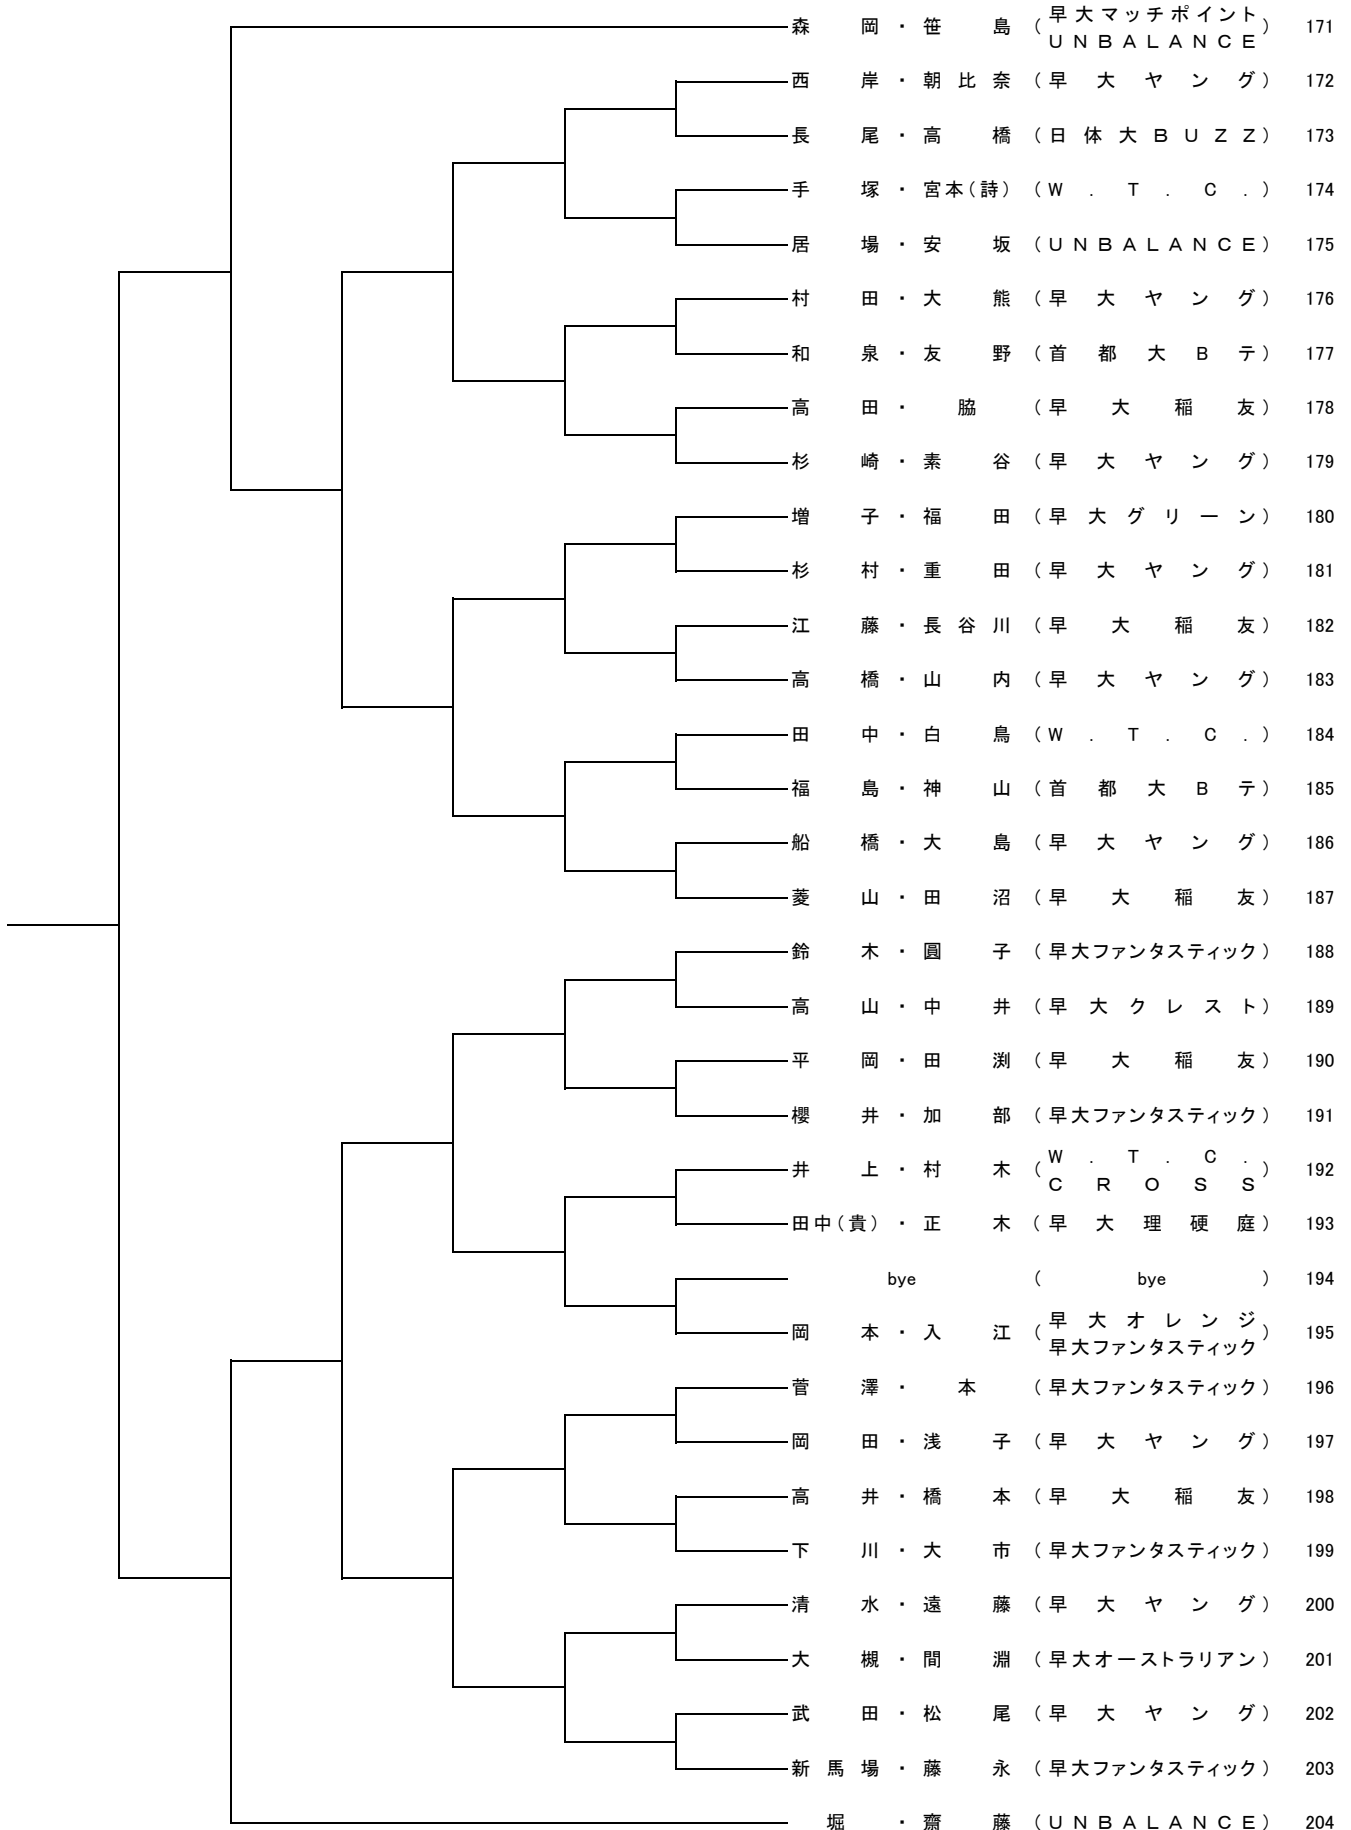 森岡・笹島 (早大マッチポイント UNBALANCE) 171
西岸・朝比奈 (早大ヤング) 172
長尾・高橋 (日体大BUZZ) 173
手塚・宮本(詩) (W.T.C.) 174
居場・安坂 (UNBALANCE) 175
村田・大熊 (早大ヤング) 176
和泉・友野 (首都大Bテ) 177
高田・脇 (早大稲友) 178
杉崎・素谷 (早大ヤング) 179
増子・福田 (早大グリーン) 180
杉村・重田 (早大ヤング) 181
江藤・長谷川 (早大稲友) 182
高橋・山内 (早大ヤング) 183
田中・白鳥 (W.T.C.) 184
福島・神山 (首都大Bテ) 185
船橋・大島 (早大ヤング) 186
菱山・田沼 (早大稲友) 187
鈴木・圓子 (早大ファンタスティック) 188
高山・中井 (早大クレスト) 189
平岡・田渕 (早大稲友) 190
櫻井・加部 (早大ファンタスティック) 191
井上・村木 (W.T.C. CROSS) 192
田中(貴)・正木 (早大理硬庭) 193
bye (bye) 194
岡本・入江 (早大オレンジ 早大ファンタスティック) 195
菅澤・本 (早大ファンタスティック) 196
岡田・浅子 (早大ヤング) 197
高井・橋本 (早大稲友) 198
下川・大市 (早大ファンタスティック) 199
清水・遠藤 (早大ヤング) 200
大槻・間淵 (早大オーストラリアン) 201
武田・松尾 (早大ヤング) 202
新馬場・藤永 (早大ファンタスティック) 203
堀・齋藤 (UNBALANCE) 204